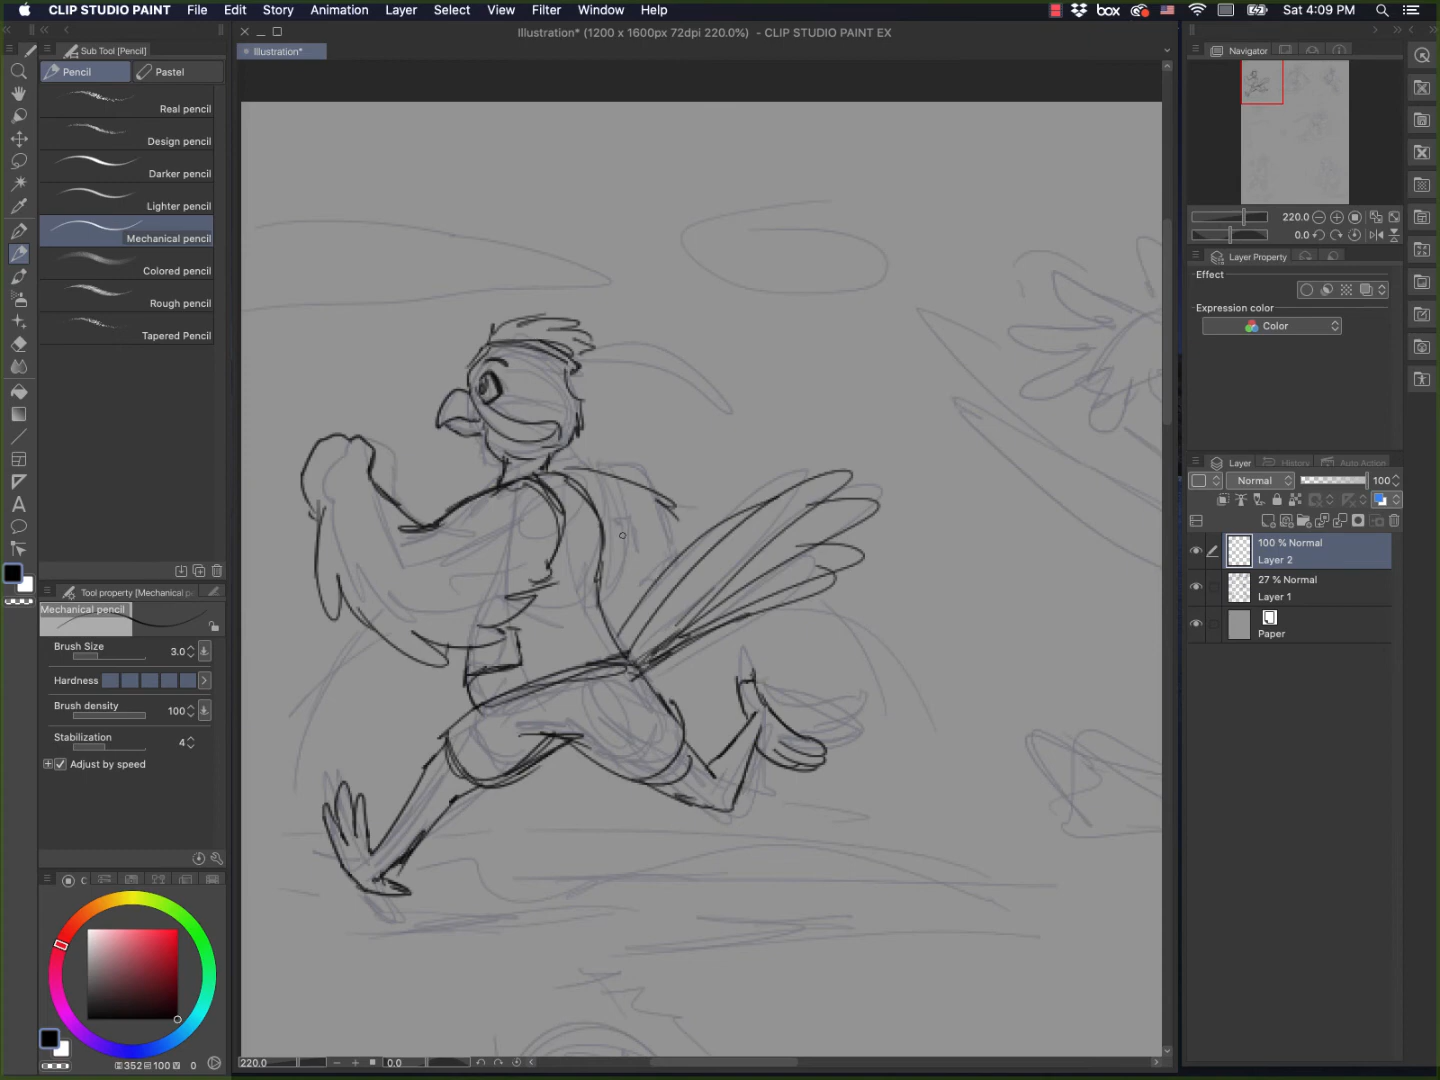 CLIP STUDIO PAINT File Edit Story Animation Layer Select View Filter Window Help
box
Sat 4:09 PM
Illustration* (1200 x 1600px 72dpi 220.0%) - CLIP STUDIO PAINT EX
Illustration*
Sub Tool [Pencil]
Pencil
Pastel
Real pencil
Design pencil
Darker pencil
Lighter pencil
Mechanical pencil
Colored pencil
Rough pencil
Tapered Pencil
Tool property [Mechanical pe
Mechanical pencil
Brush Size
3.0
Hardness
Brush density
100
Stabilization
4
Adjust by speed
352 100 0
220.0
0.0
Navigator
220.0
0.0
Layer Property
Effect
Expression color
Color
Layer
History
Auto Action
Normal
100
100 % Normal
Layer 2
27 % Normal
Layer 1
Paper